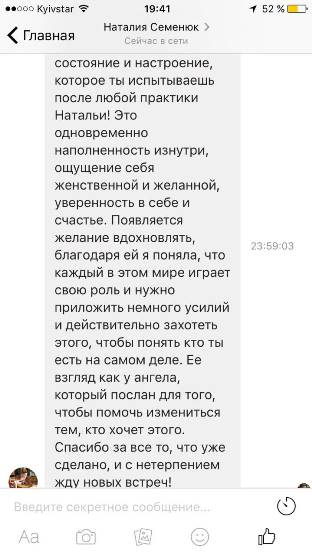 Kyivstar 19:41 52 %
Главная
Наталия Семенюк
Сейчас в сети
состояние и настроение,
которое ты испытываешь
после любой практики
Натальи! Это
одновременно
наполненность изнутри,
ощущение себя
женственной и желанной,
уверенность в себе и
счастье. Появляется
желание вдохновлять,
23:59:03
благодаря ей я поняла, что
каждый в этом мире играет
свою роль и нужно
приложить немного усилий
и действительно захотеть
этого, чтобы понять кто ты
есть на самом деле. Ее
взгляд как у ангела,
который послан для того,
чтобы помочь измениться
тем, кто хочет этого.
Спасибо за все то, что уже
сделано, и с нетерпением
жду новых встреч!
Введите секретное сообщение...
Aa